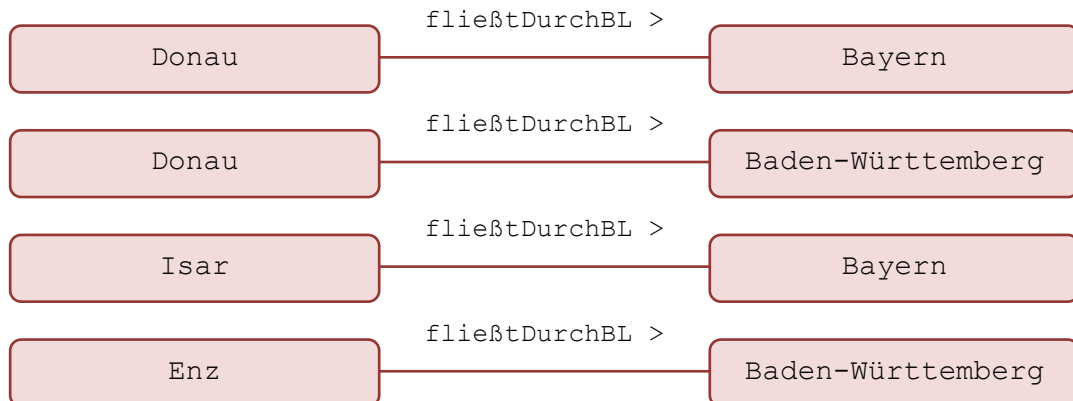 fließtDurchBL >
Donau Bayern
fließtDurchBL >
Donau Baden-Württemberg
fließtDurchBL >
Isar Bayern
fließtDurchBL >
Enz Baden-Württemberg